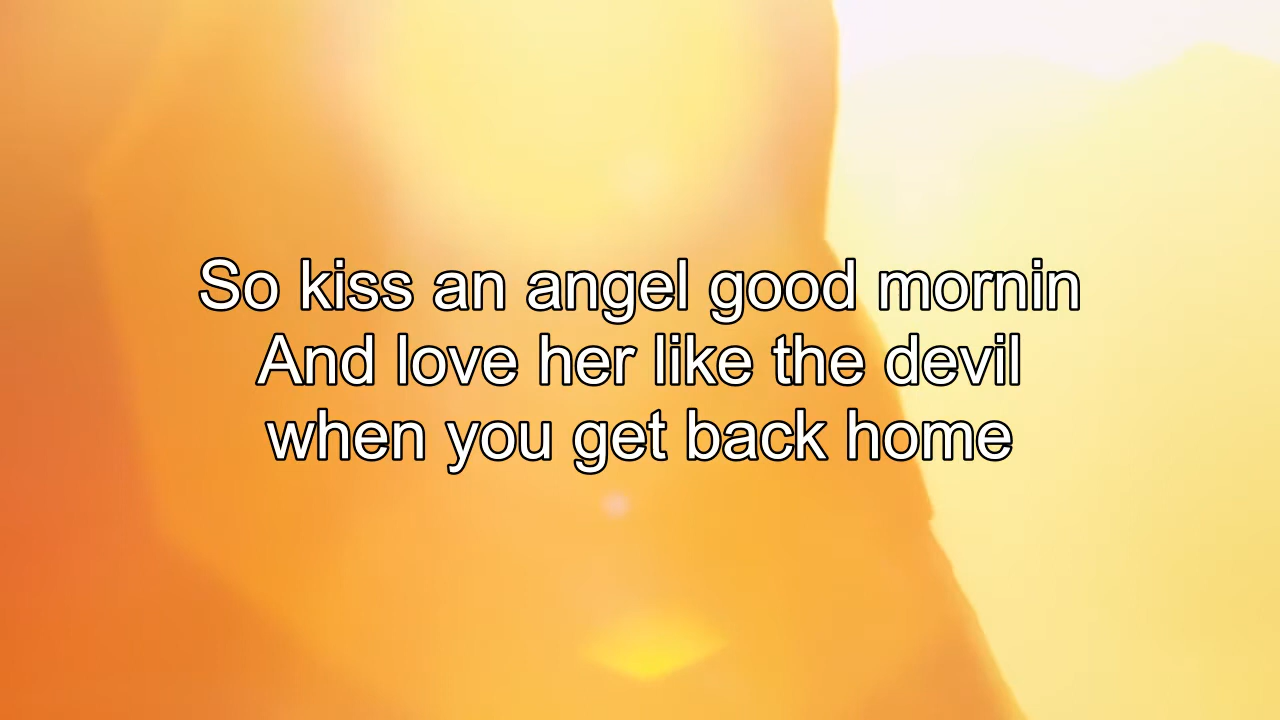 So kiss an angel good mornin
And love her like the devil
when you get back home